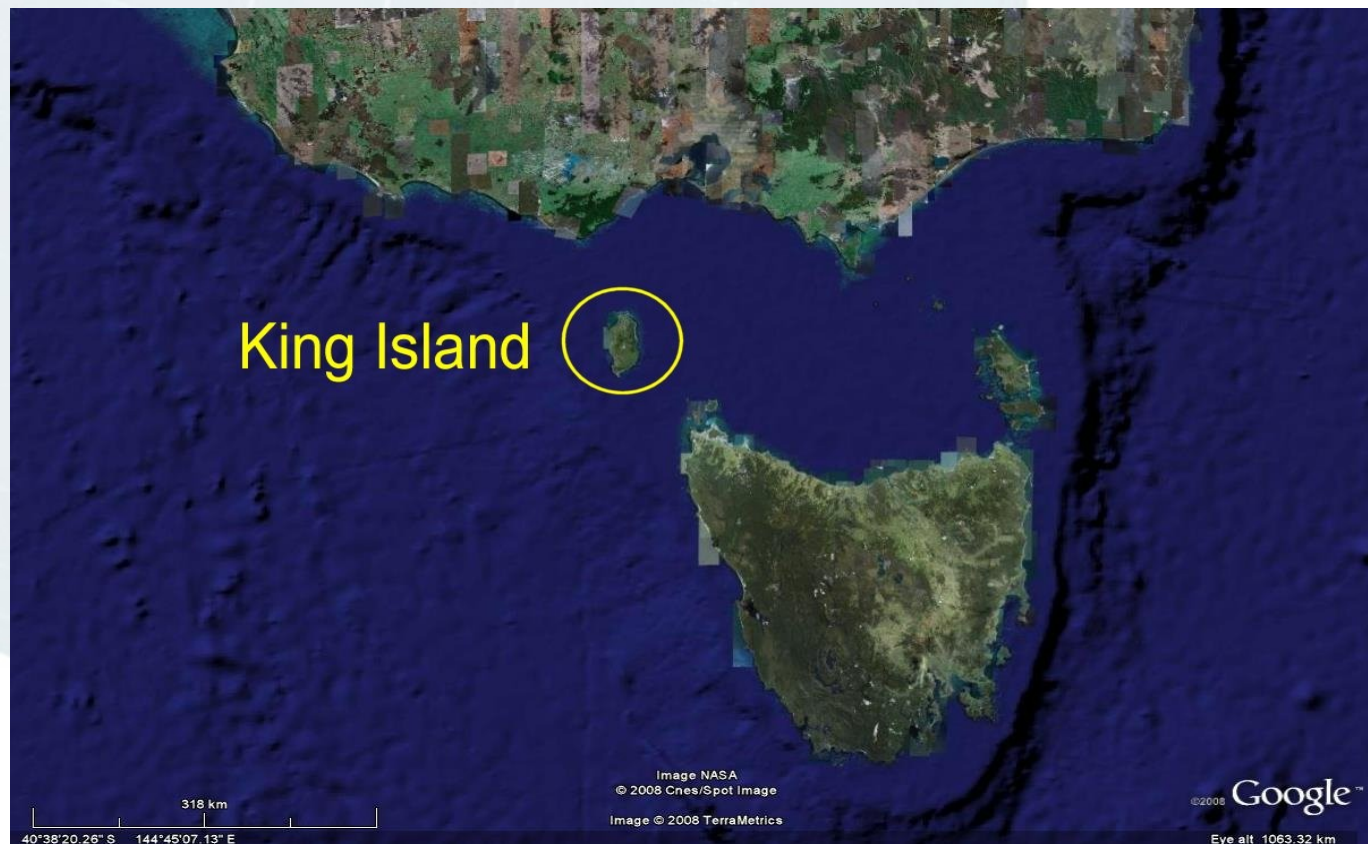 King Island
Image NASA
© 2008 Cnes/Spot Image
Image © 2008 TerraMetrics
318 km
©2008 Google™
40°38'20.26" S 144°45'07.13" E
Eye alt 1063.32 km